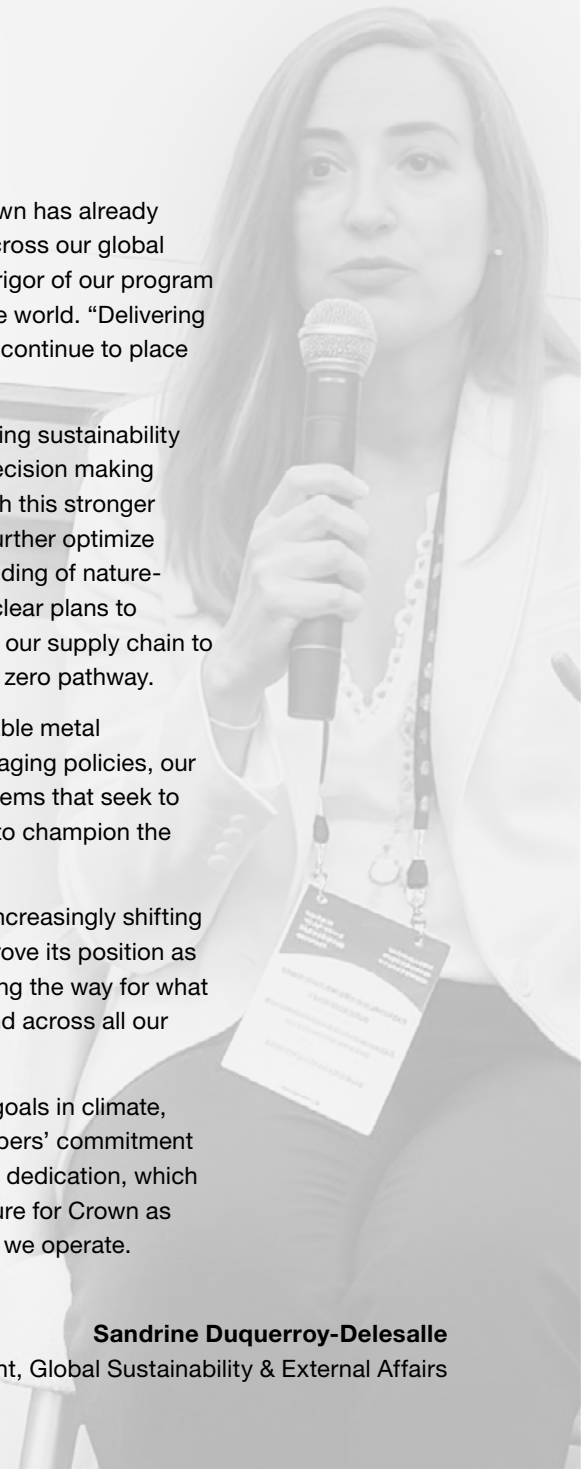 wn has already
cross our global
rigor of our program
e world. “Delivering
continue to place
ing sustainability
ecision making
h this stronger
urther optimize
ding of nature-
clear plans to
our supply chain to
zero pathway.
able metal
aging policies, our
ems that seek to
to champion the
ncreasingly shifting
rove its position as
ng the way for what
nd across all our
goals in climate,
bers’ commitment
dedication, which
ure for Crown as
we operate.
Sandrine Duquerroy-Delesalle
nt, Global Sustainability & External Affairs